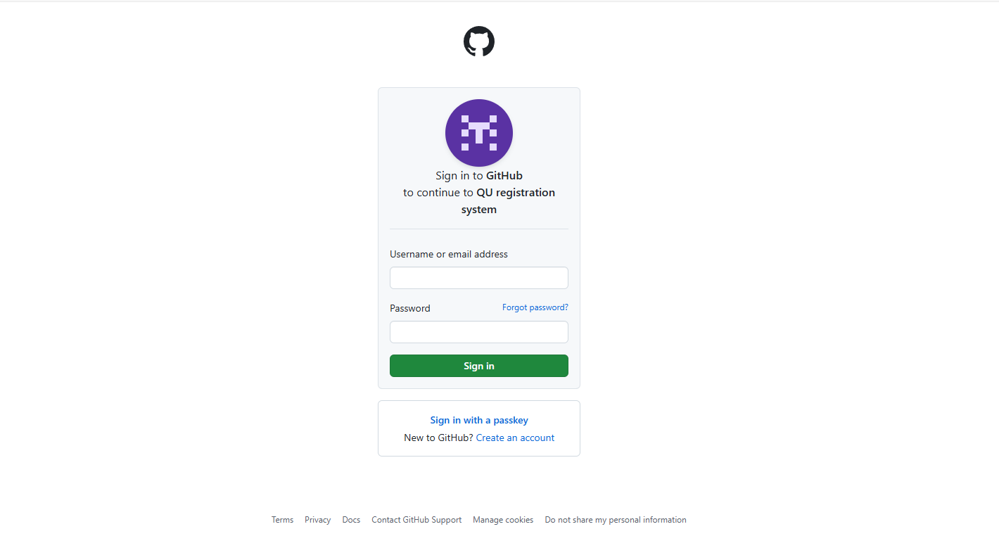 Sign in to GitHub
to continue to QU registration
system
Username or email address
Password Forgot password?
Sign in
Sign in with a passkey
New to GitHub? Create an account
Terms Privacy Docs Contact GitHub Support Manage cookies Do not share my personal information